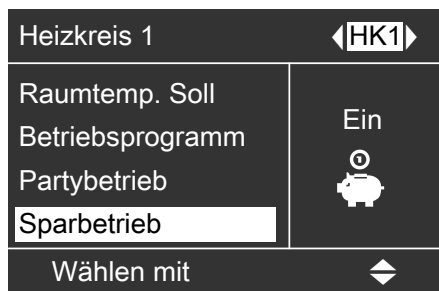 Heizkreis 1 HK1
Raumtemp. Soll
Betriebsprogramm
Partybetrieb
Sparbetrieb
Ein
Wählen mit